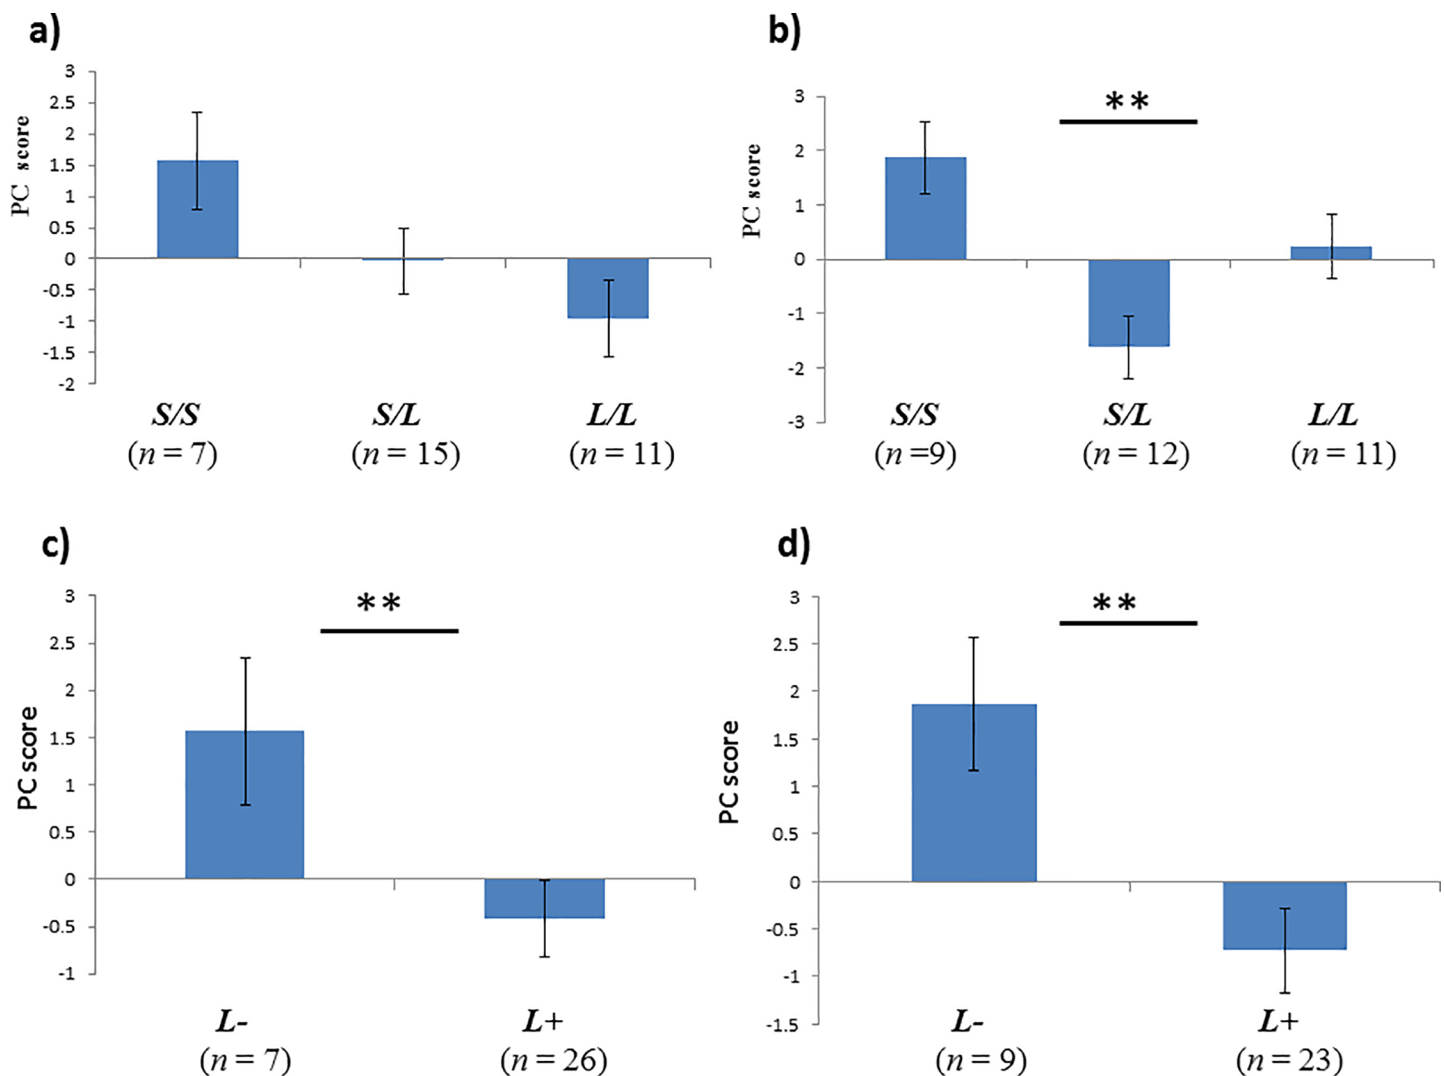 a)
3
2.5
2
1.5
1
0.5
0
-0.5
-1
-1.5
-2
PC score
S/S
S/L
L/L
(n = 7)
(n = 15)
(n = 11)
b)
**
3
2
1
0
-1
-2
-3
PC score
S/S
S/L
L/L
(n =9)
(n = 12)
(n = 11)
c)
**
3
2.5
2
1.5
1
0.5
0
-0.5
-1
PC score
L-
L+
(n = 7)
(n = 26)
d)
**
3
2.5
2
1.5
1
0.5
0
-0.5
-1
-1.5
PC score
L-
L+
(n = 9)
(n = 23)